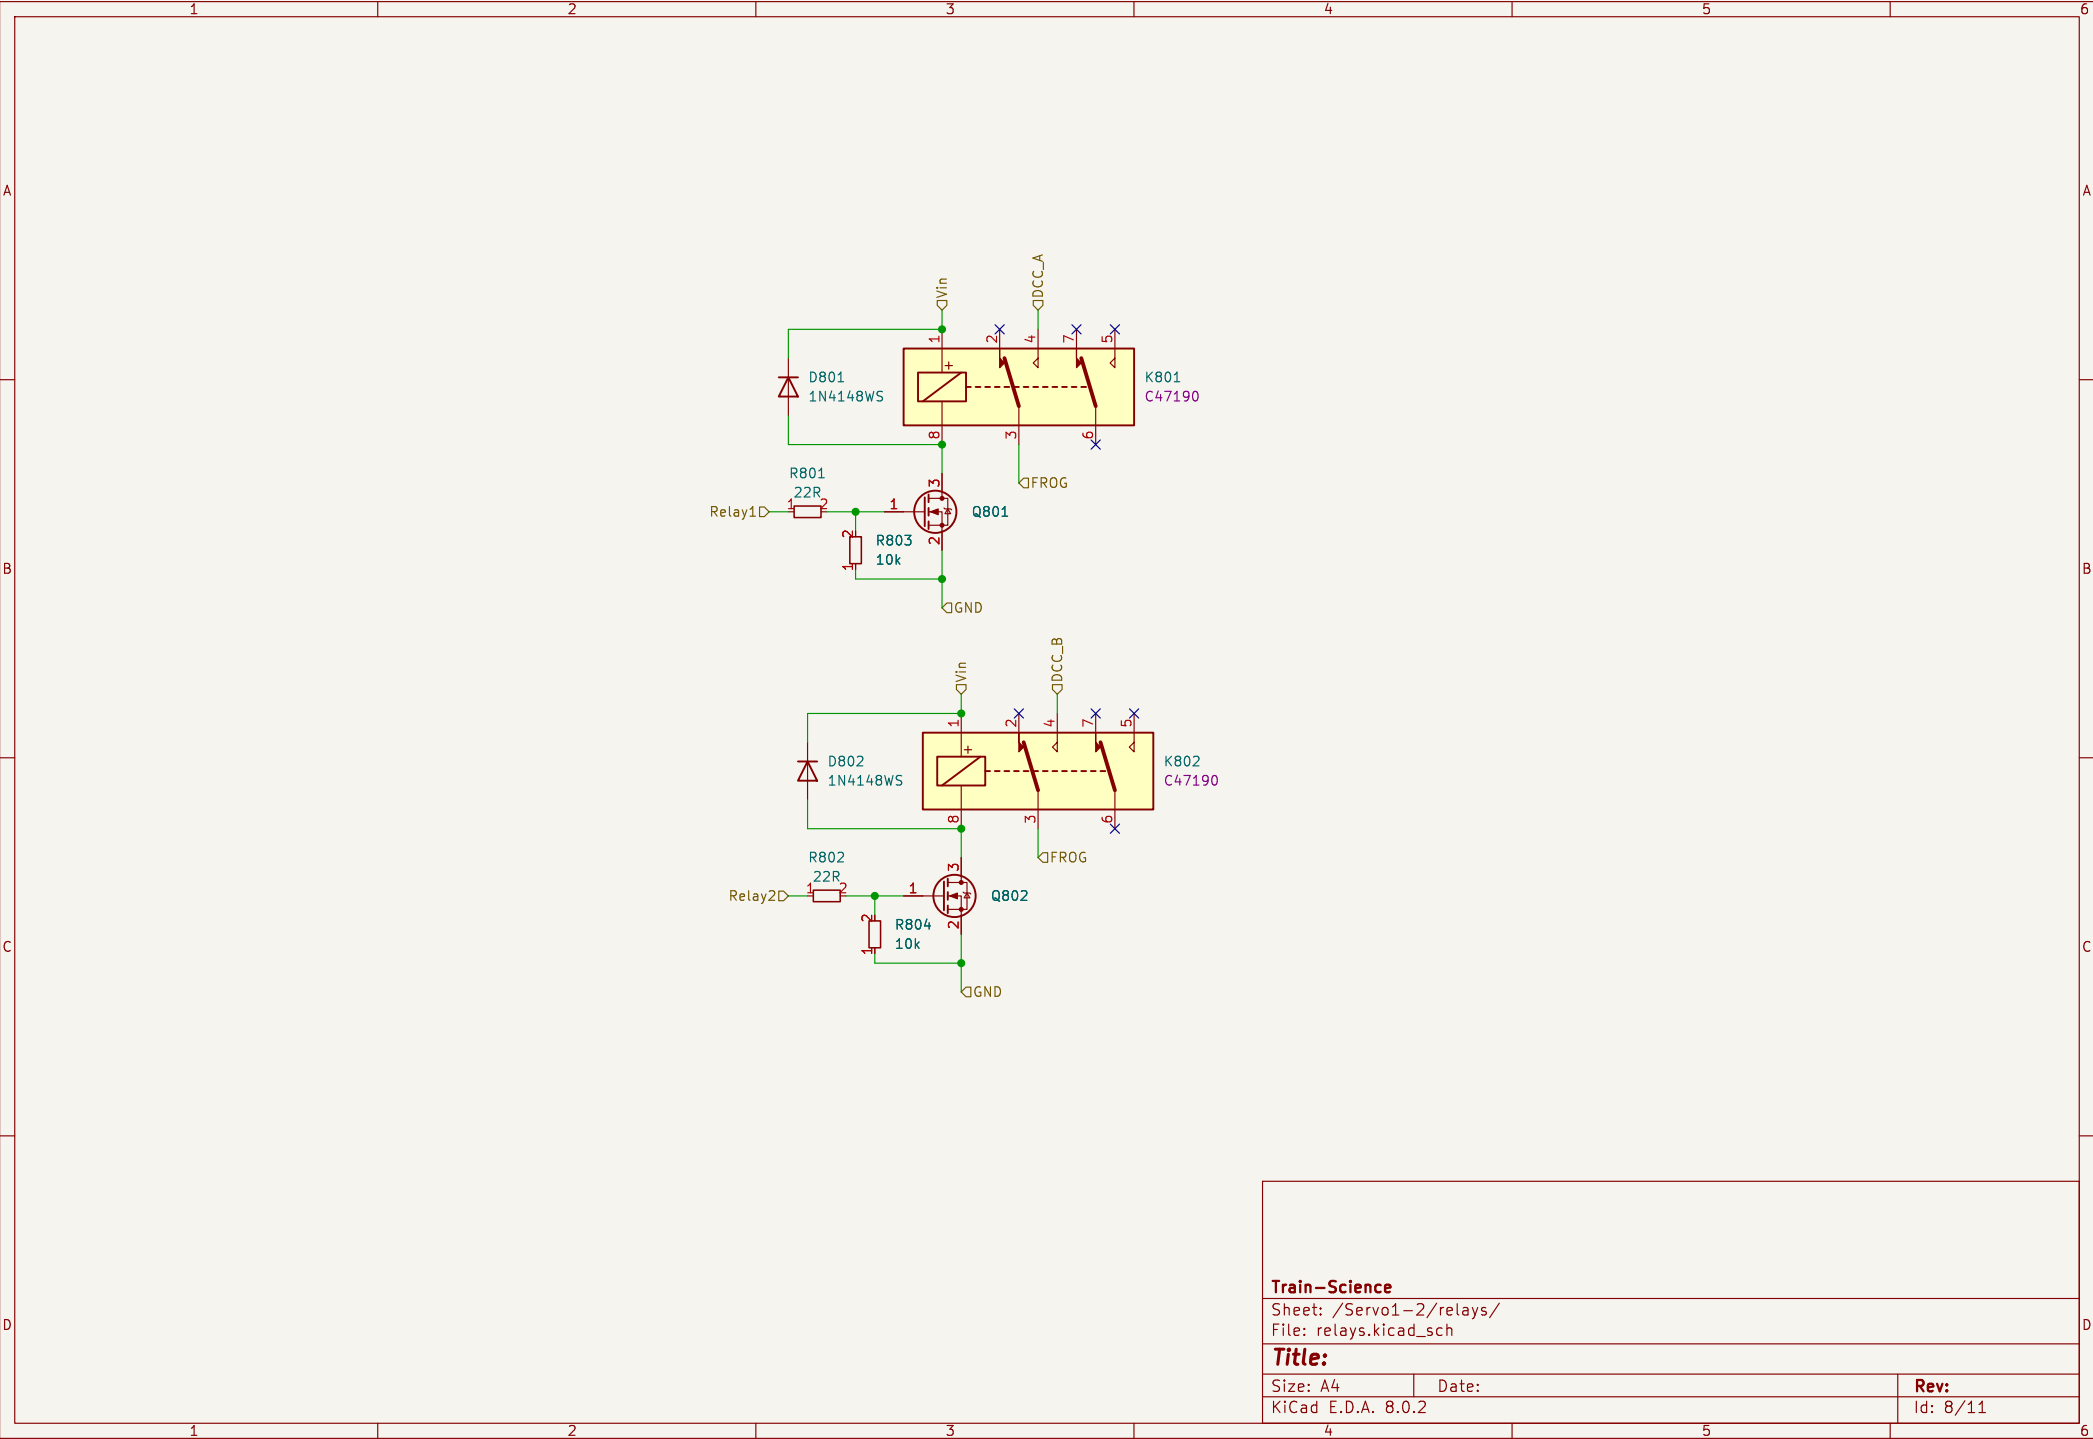 1 2 3 4 5 6
A A
Vin
DCC_A
1 2 4 7 5
+
D801
1N4148WS
K801
C47190
8 3 6
R801
22R
FROG
3
Relay1 1 2 1 Q801
2
R803
10k
2
1
B B
GND
Vin
DCC_B
1 2 4 7 5
+
D802
1N4148WS
K802
C47190
8 3 6
R802
22R
FROG
3
Relay2 1 2 1 Q802
2
R804
10k
2
1
C C
GND
Train-Science
Sheet: /Servo1-2/relays/
File: relays.kicad_sch
D D
Title:
Size: A4 Date: Rev:
KiCad E.D.A. 8.0.2 Id: 8/11
1 2 3 4 5 6